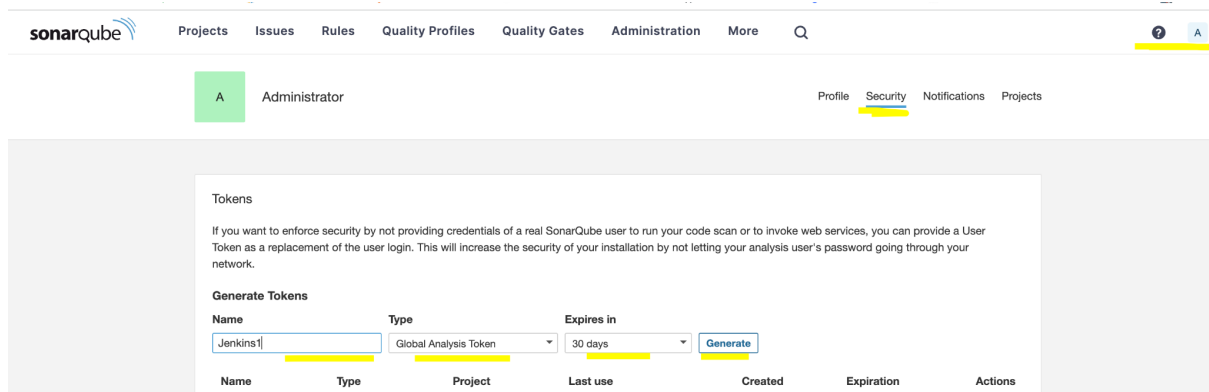 sonarqube Projects Issues Rules Quality Profiles Quality Gates Administration More ? A
A Administrator Profile Security Notifications Projects
Tokens
If you want to enforce security by not providing credentials of a real SonarQube user to run your code scan or to invoke web services, you can provide a User
Token as a replacement of the user login. This will increase the security of your installation by not letting your analysis user's password going through your
network.
Generate Tokens
Name Type Expires in
Jenkins1 Global Analysis Token 30 days Generate
Name Type Project Last use Created Expiration Actions